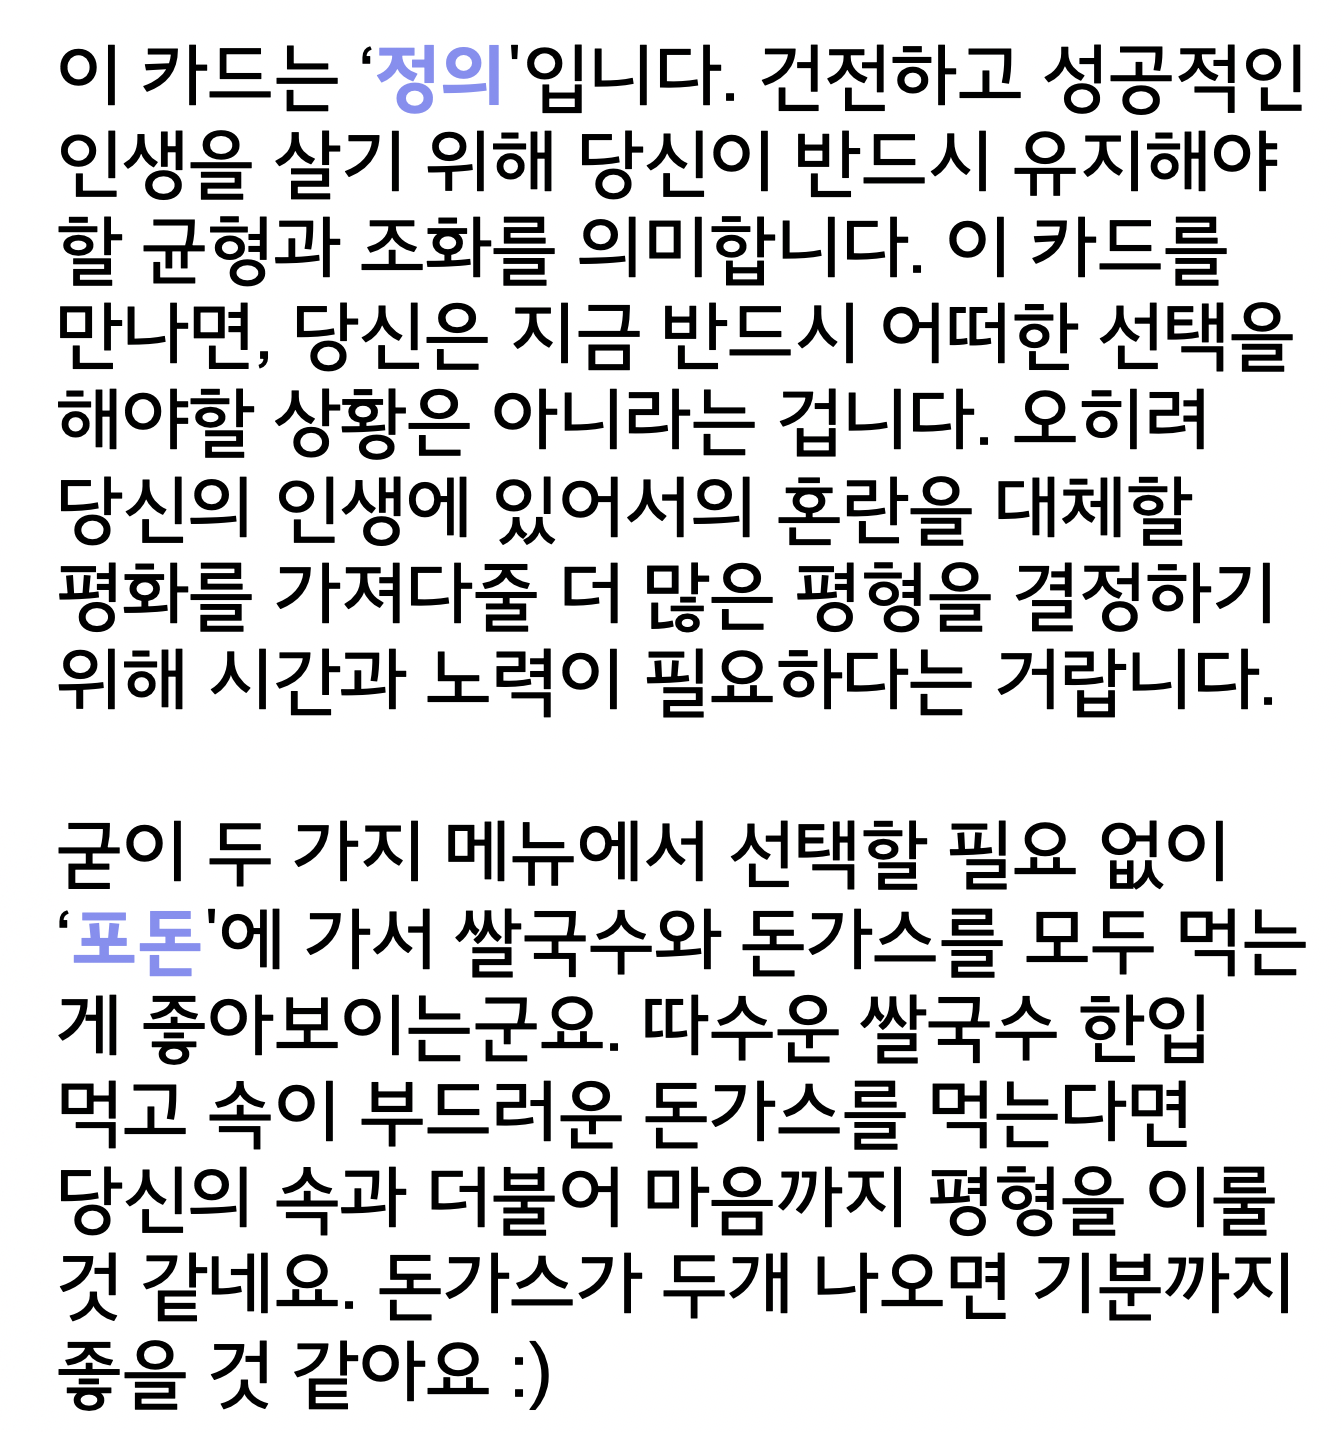 이 카드는 ‘정의'입니다. 건전하고 성공적인
인생을 살기 위해 당신이 반드시 유지해야
할 균형과 조화를 의미합니다. 이 카드를
만나면, 당신은 지금 반드시 어떠한 선택을
해야할 상황은 아니라는 겁니다. 오히려
당신의 인생에 있어서의 혼란을 대체할
평화를 가져다줄 더 많은 평형을 결정하기
위해 시간과 노력이 필요하다는 거랍니다.
굳이 두 가지 메뉴에서 선택할 필요 없이
‘포돈'에 가서 쌀국수와 돈가스를 모두 먹는
게 좋아보이는군요. 따수운 쌀국수 한입
먹고 속이 부드러운 돈가스를 먹는다면
당신의 속과 더불어 마음까지 평형을 이룰
것 같네요. 돈가스가 두개 나오면 기분까지
좋을 것 같아요 :)